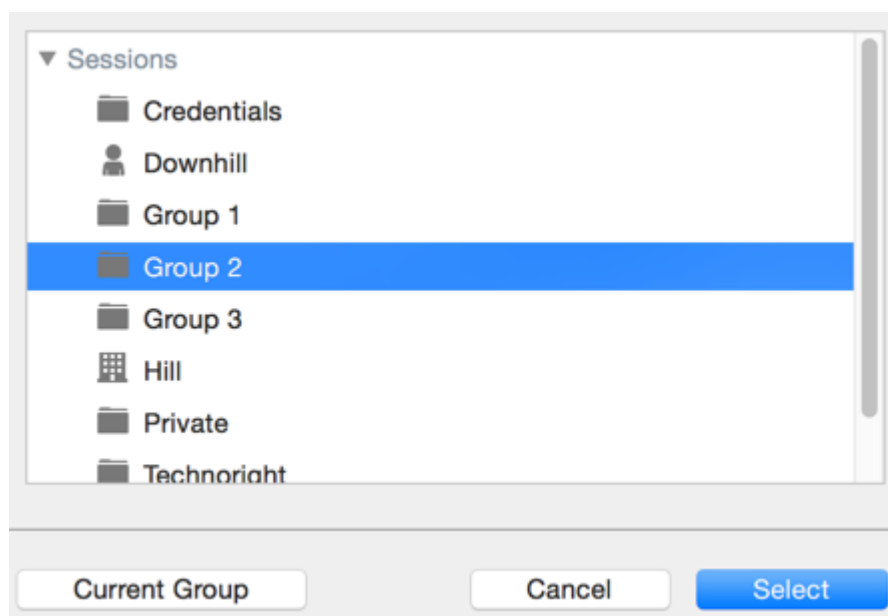 Sessions
Credentials
Downhill
Group 1
Group 2
Group 3
Hill
Private
Technoright
Current Group Cancel Select